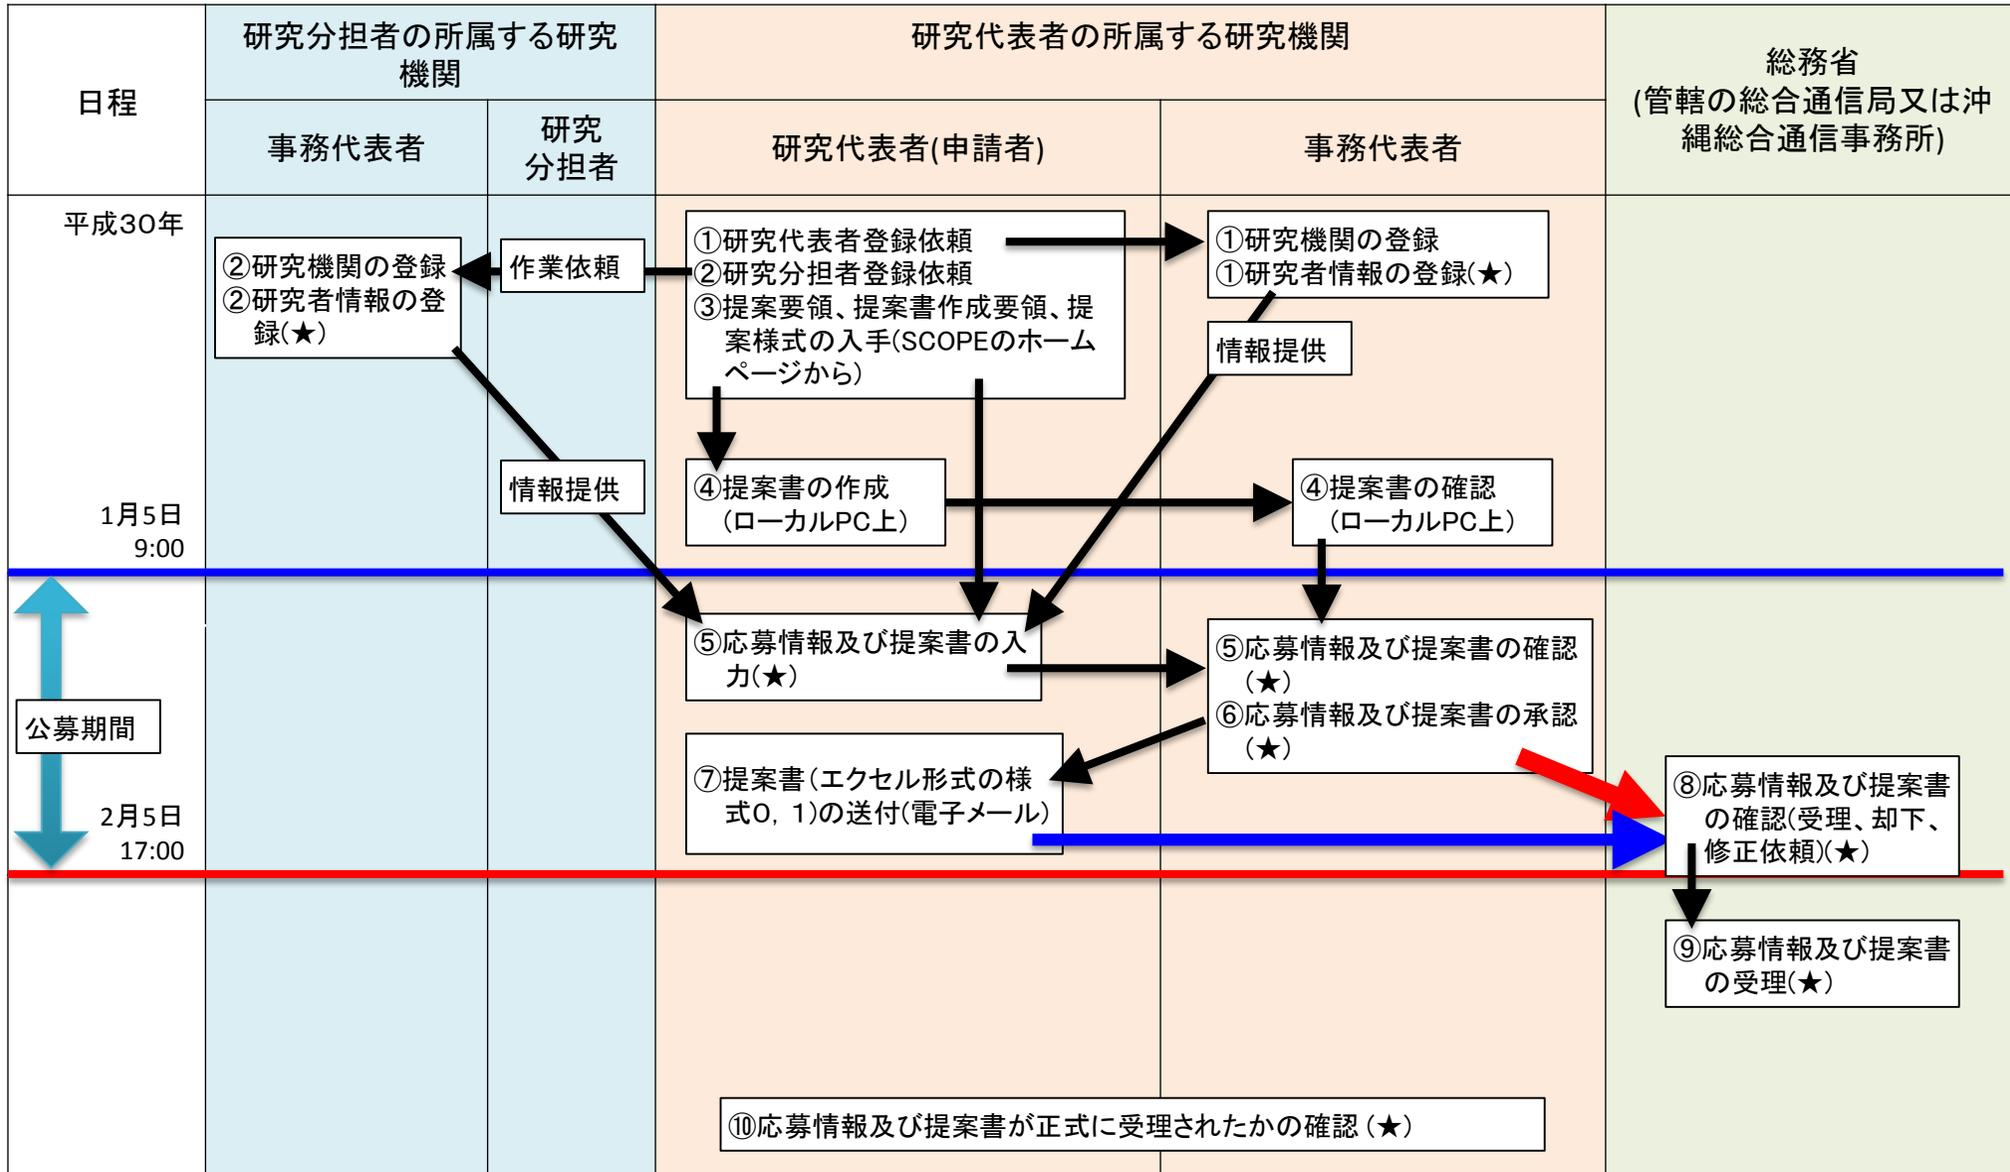 日程
研究分担者の所属する研究
機関
研究代表者の所属する研究機関
総務省
(管轄の総合通信局又は沖
縄総合通信事務所)
事務代表者
研究
分担者
研究代表者(申請者)
事務代表者
平成30年
②研究機関の登録
②研究者情報の登
録(★)
作業依頼
①研究代表者登録依頼
②研究分担者登録依頼
③提案要領、提案書作成要領、提
案様式の入手(SCOPEのホーム
ページから)
①研究機関の登録
①研究者情報の登録(★)
情報提供
情報提供
④提案書の作成
(ローカルPC上)
④提案書の確認
(ローカルPC上)
1月5日
9:00
⑤応募情報及び提案書の入
力(★)
⑤応募情報及び提案書の確認
(★)
⑥応募情報及び提案書の承認
(★)
公募期間
⑦提案書(エクセル形式の様
式0, 1)の送付(電子メール)
⑧応募情報及び提案書
の確認(受理、却下、
修正依頼)(★)
2月5日
17:00
⑨応募情報及び提案書
の受理(★)
⑩応募情報及び提案書が正式に受理されたかの確認(★)